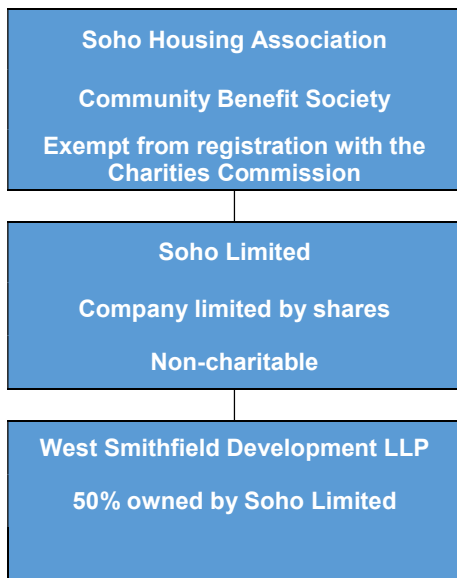 Soho Housing Association
Community Benefit Society
Exempt from registration with the
Charities Commission
Soho Limited
Company limited by shares
Non-charitable
West Smithfield Development LLP
50% owned by Soho Limited